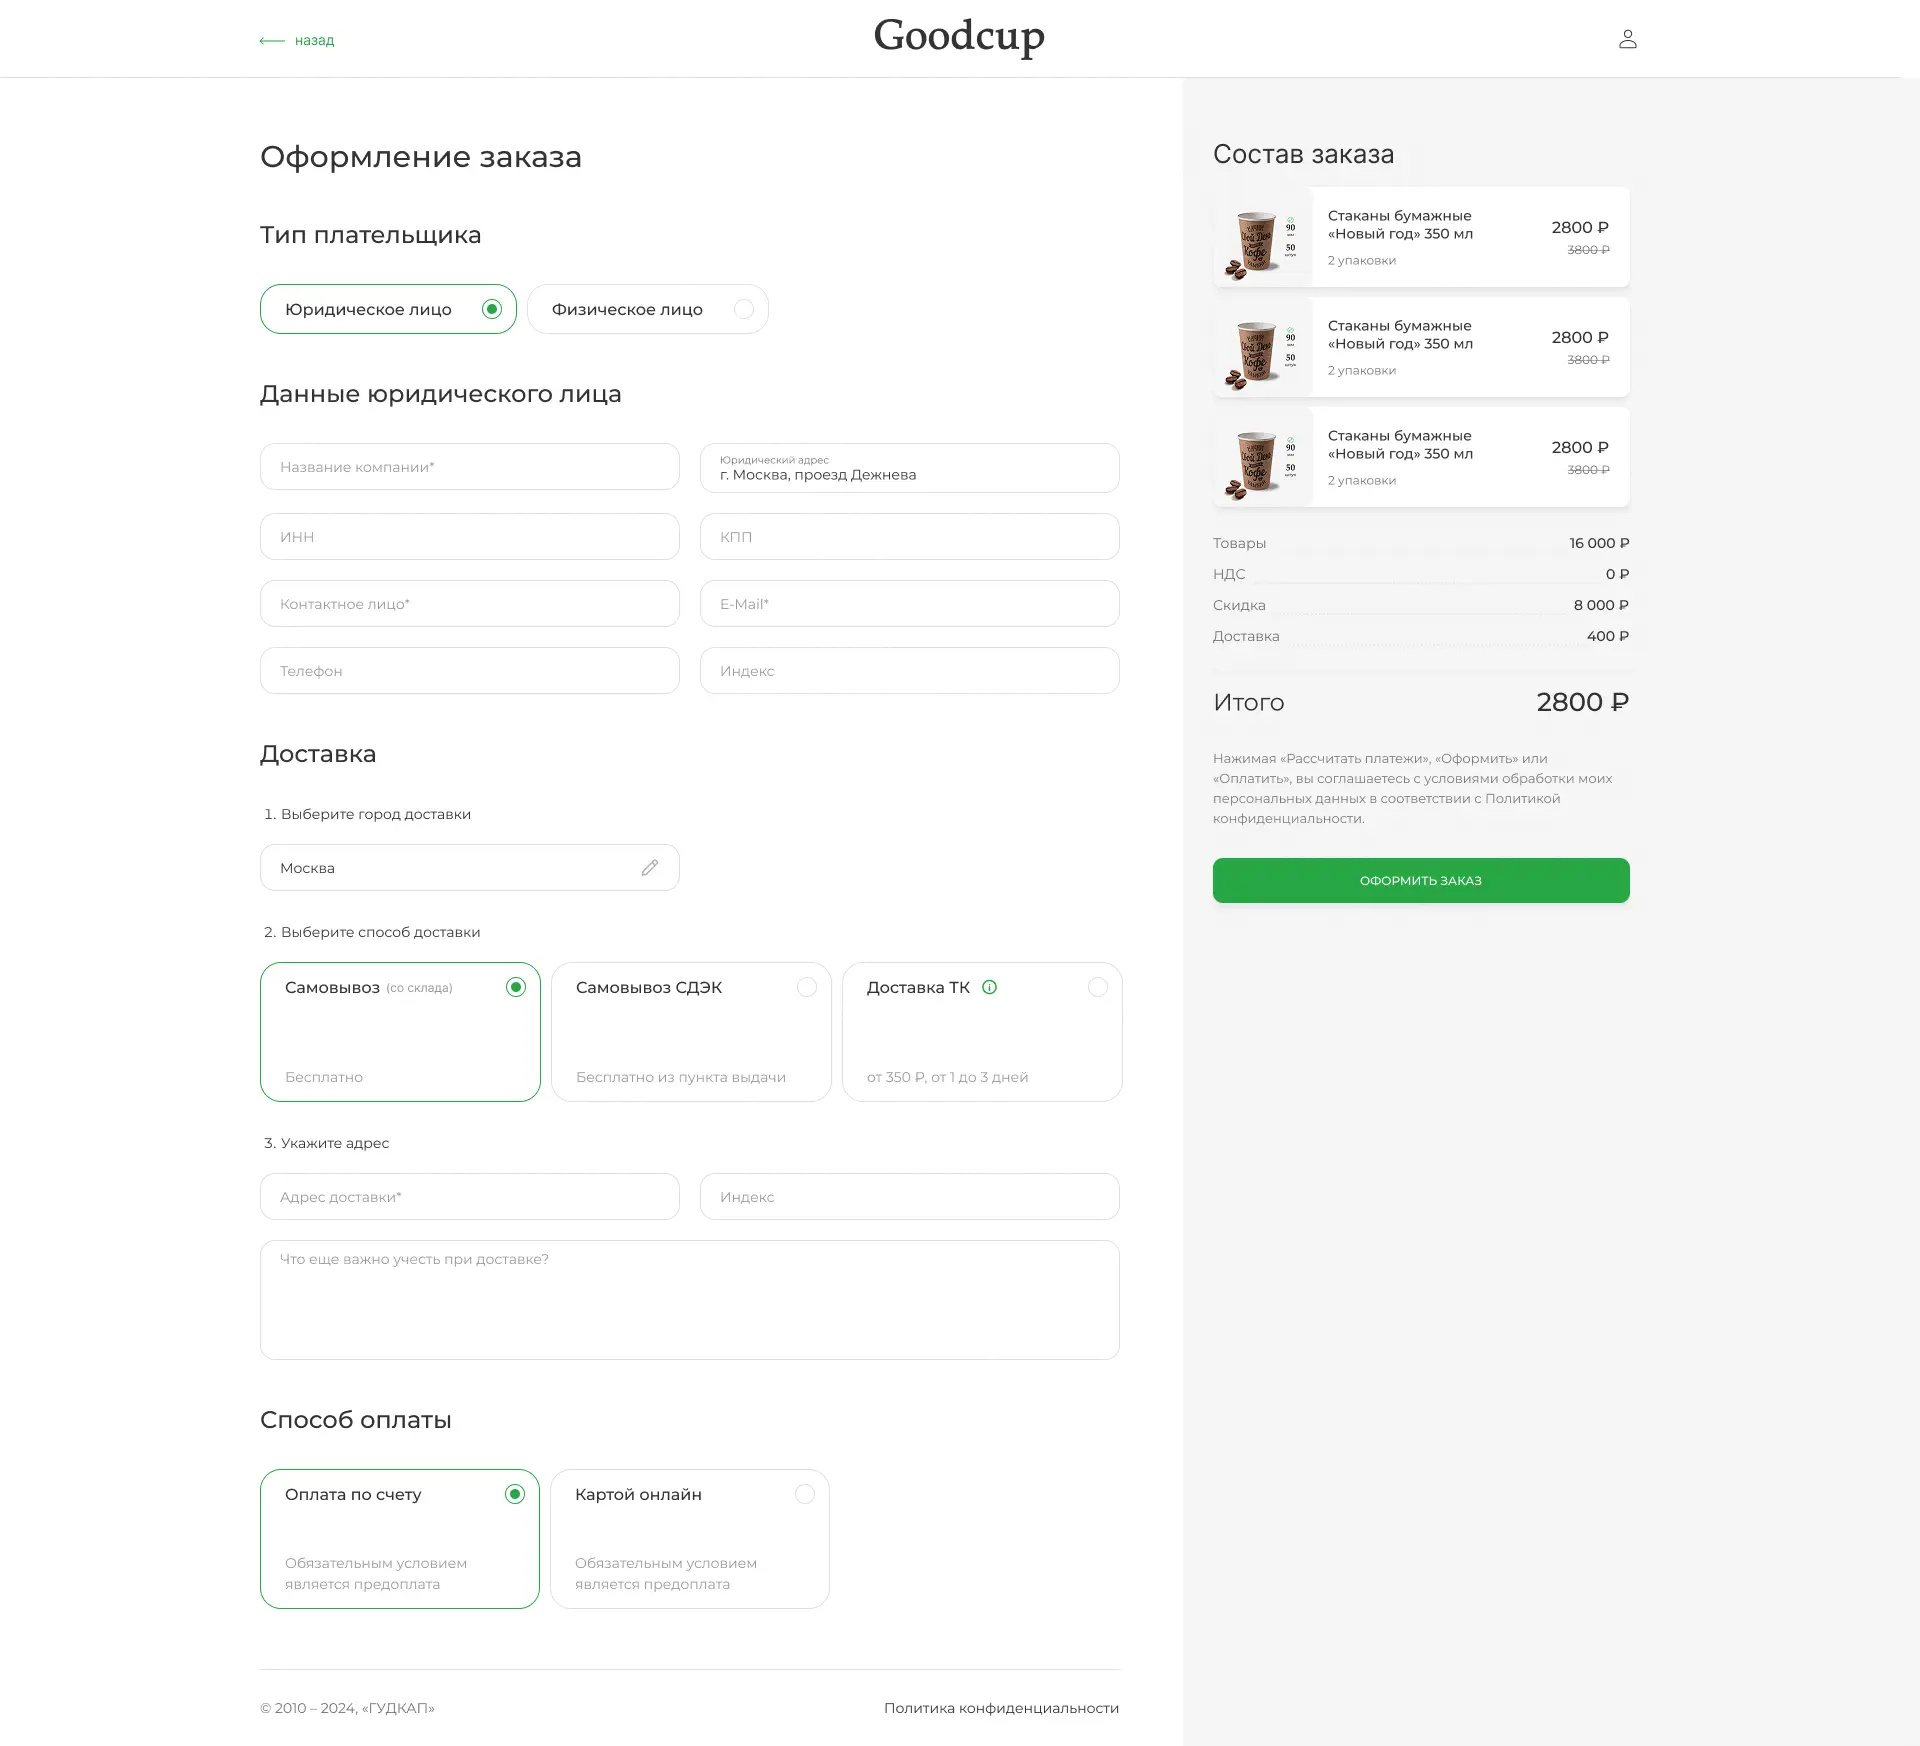 назад
Goodcup
Оформление заказа
Тип плательщика
Юридическое лицо
Физическое лицо
Данные юридического лица
Название компании*
Юридический адрес
г. Москва, проезд Дежнева
ИНН
КПП
Контактное лицо*
E-Mail*
Телефон
Индекс
Доставка
1. Выберите город доставки
Москва
2. Выберите способ доставки
Самовывоз (со склада)
Бесплатно
Самовывоз СДЭК
Бесплатно из пункта выдачи
Доставка ТК
от 350 ₽, от 1 до 3 дней
3. Укажите адрес
Адрес доставки*
Индекс
Что еще важно учесть при доставке?
Способ оплаты
Оплата по счету
Обязательным условием
является предоплата
Картой онлайн
Обязательным условием
является предоплата
© 2010 – 2024, «ГУДКАП»
Политика конфиденциальности
Состав заказа
90
50
Стаканы бумажные
«Новый год» 350 мл
2 упаковки
2800 ₽
3800 ₽
90
50
Стаканы бумажные
«Новый год» 350 мл
2 упаковки
2800 ₽
3800 ₽
90
50
Стаканы бумажные
«Новый год» 350 мл
2 упаковки
2800 ₽
3800 ₽
Товары 16 000 ₽
НДС 0 ₽
Скидка 8 000 ₽
Доставка 400 ₽
Итого 2800 ₽
Нажимая «Рассчитать платежи», «Оформить» или
«Оплатить», вы соглашаетесь с условиями обработки моих
персональных данных в соответствии с Политикой
конфиденциальности.
ОФОРМИТЬ ЗАКАЗ